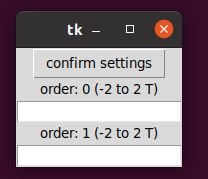 tk
confirm settings
order: 0 (-2 to 2 T)
order: 1 (-2 to 2 T)